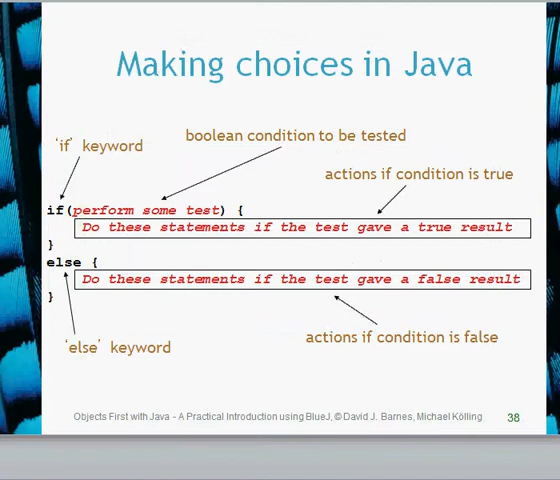 Making choices in Java
boolean condition to be tested
'if' keyword
actions if condition is true
if(perform some test) {
Do these statements if the test gave a true result
}
else {
Do these statements if the test gave a false result
}
actions if condition is false
'else' keyword
Objects First with Java - A Practical Introduction using BlueJ, © David J. Barnes, Michael Kölling
38